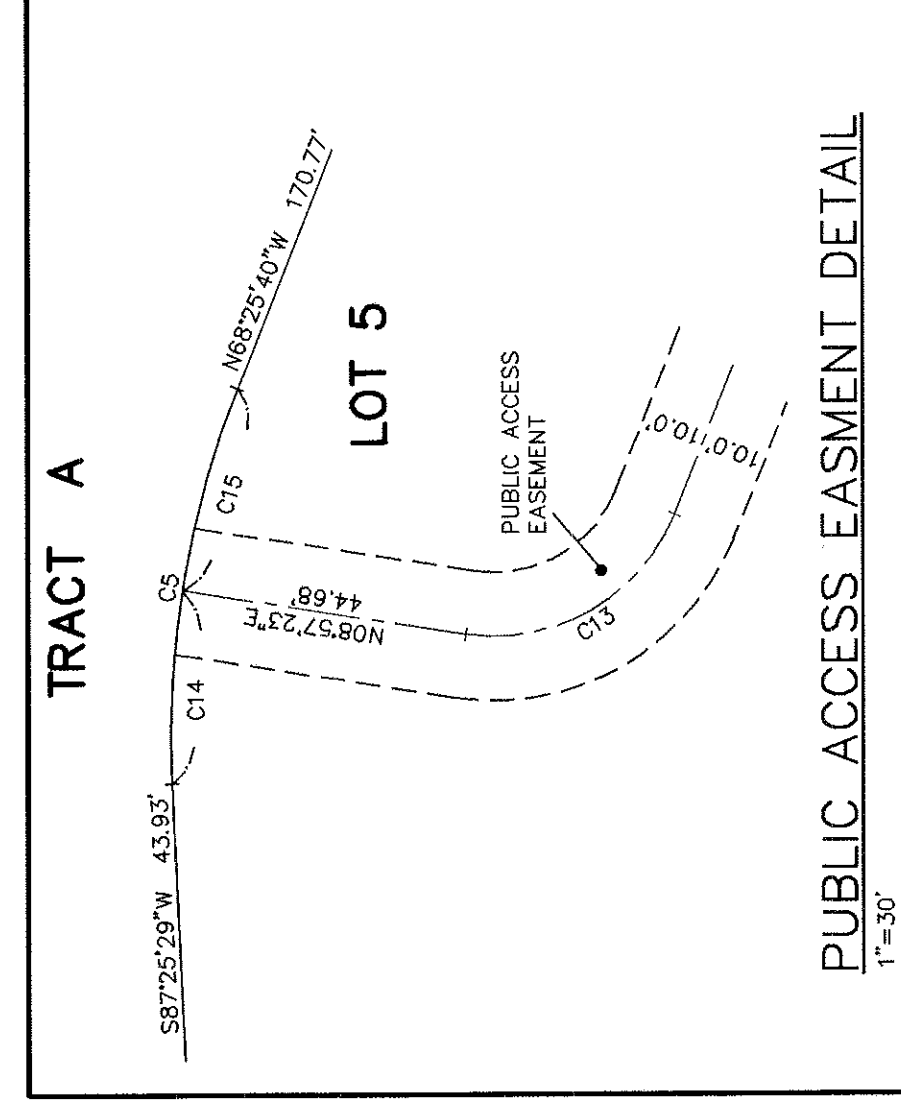 TRACT A
S87°25'29"W 43.93'
C14
C5
C15
N68°25'40"W 170.77'
LOT 5
N08°57'23"E
44.68'
PUBLIC ACCESS
EASEMENT
C13
10.0' 10.0'
PUBLIC ACCESS EASMENT DETAIL
1"=30'